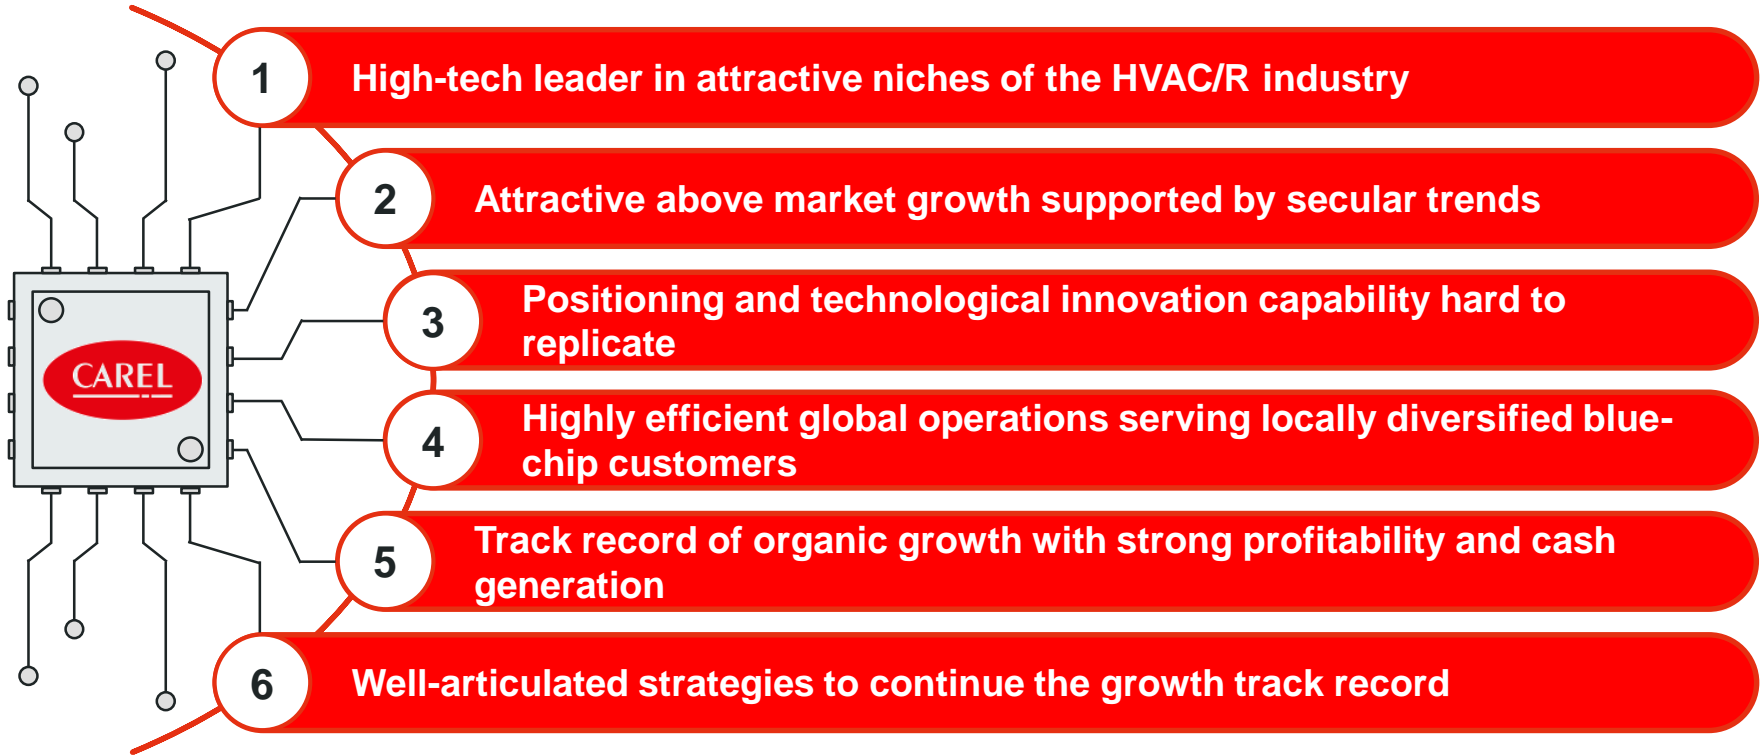 1
High-tech leader in attractive niches of the HVAC/R industry
2
Attractive above market growth supported by secular trends
3
Positioning and technological innovation capability hard to
replicate
CAREL
4
Highly efficient global operations serving locally diversified blue-
chip customers
5
Track record of organic growth with strong profitability and cash
generation
6
Well-articulated strategies to continue the growth track record